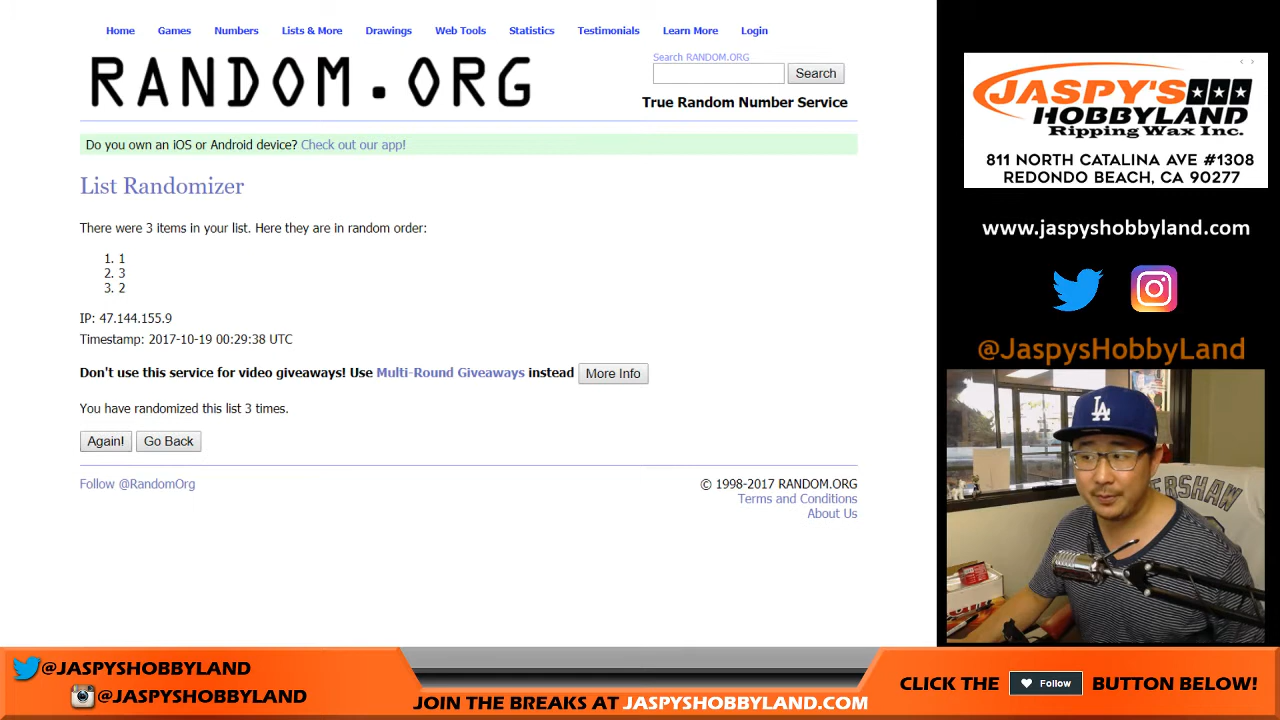 Home Games Numbers Lists & More Drawings Web Tools Statistics Testimonials Learn More Login
RANDOM.ORG
Search RANDOM.ORG
Search
True Random Number Service
Do you own an iOS or Android device? Check out our app!
List Randomizer
There were 3 items in your list. Here they are in random order:
1. 1
2. 3
3. 2
IP: 47.144.155.9
Timestamp: 2017-10-19 00:29:38 UTC
Don't use this service for video giveaways! Use Multi-Round Giveaways instead More Info
You have randomized this list 3 times.
Again! Go Back
Follow @RandomOrg
© 1998-2017 RANDOM.ORG
Terms and Conditions
About Us
JASPY'S
HOBBYLAND
Ripping Wax Inc.
811 NORTH CATALINA AVE #1308
REDONDO BEACH, CA 90277
www.jaspyshobbyland.com
@JaspysHobbyLand
LA
ERSHAW
@JASPYSHOBBYLAND
@JASPYSHOBBYLAND
JOIN THE BREAKS AT JASPYSHOBBYLAND.COM
CLICK THE Follow BUTTON BELOW!